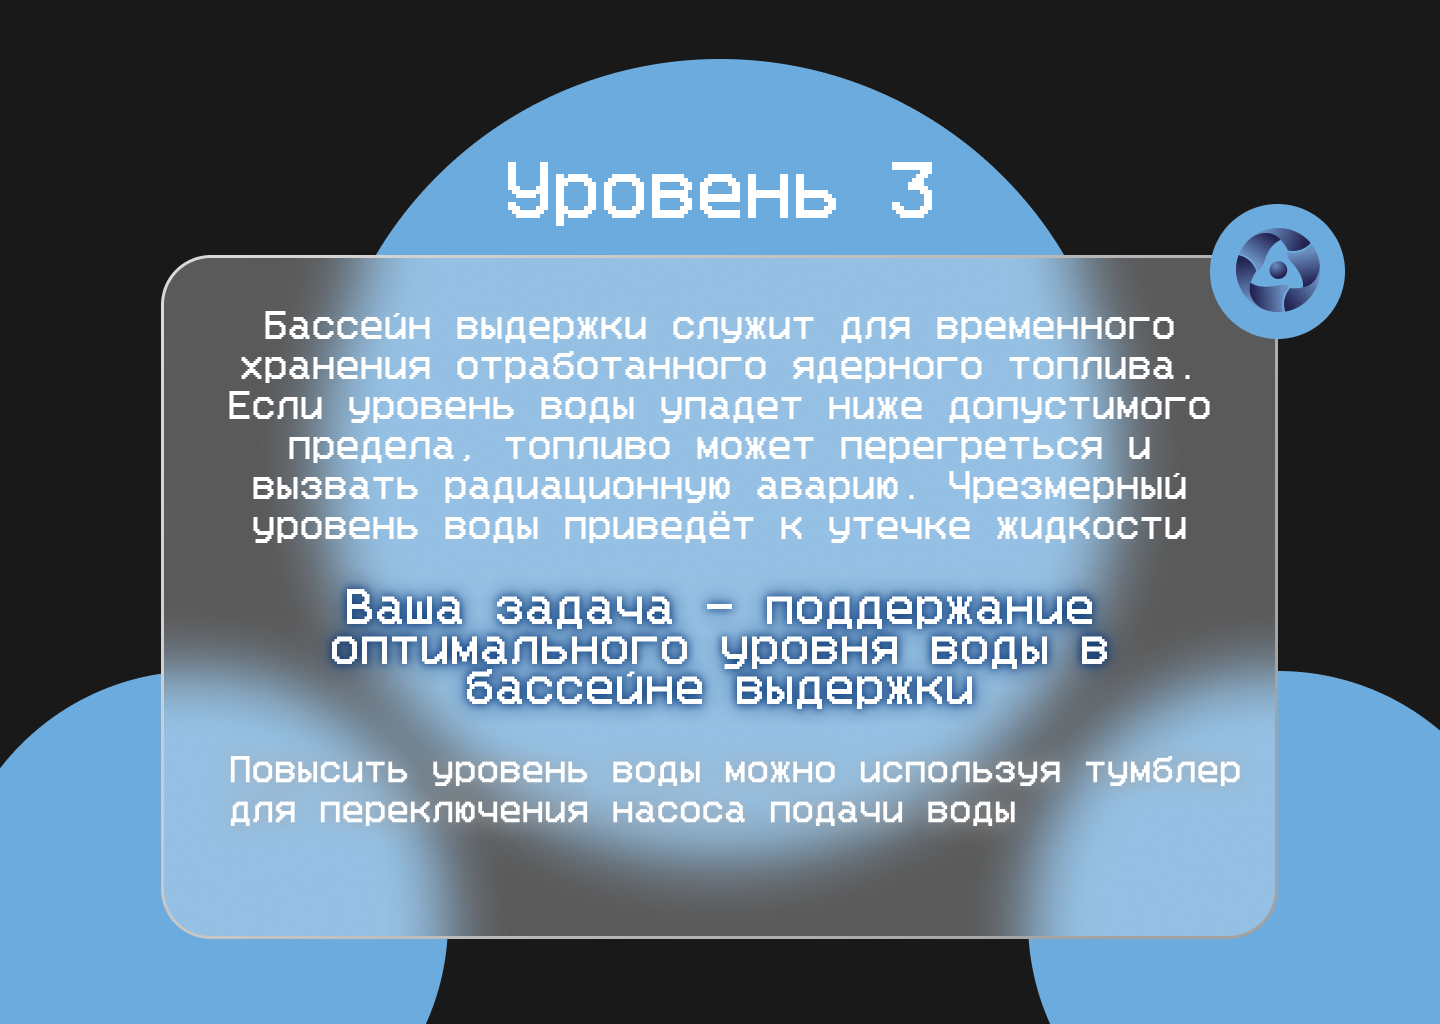 Уровень 3
Бассейн выдержки служит для временного
хранения отработанного ядерного топлива.
Если уровень воды упадет ниже допустимого
предела, топливо может перегреться и
вызвать радиационную аварию. Чрезмерный
уровень воды приведёт к утечке жидкости
Ваша задача – поддержание
оптимального уровня воды в
бассейне выдержки
Повысить уровень воды можно используя тумблер
для переключения насоса подачи воды